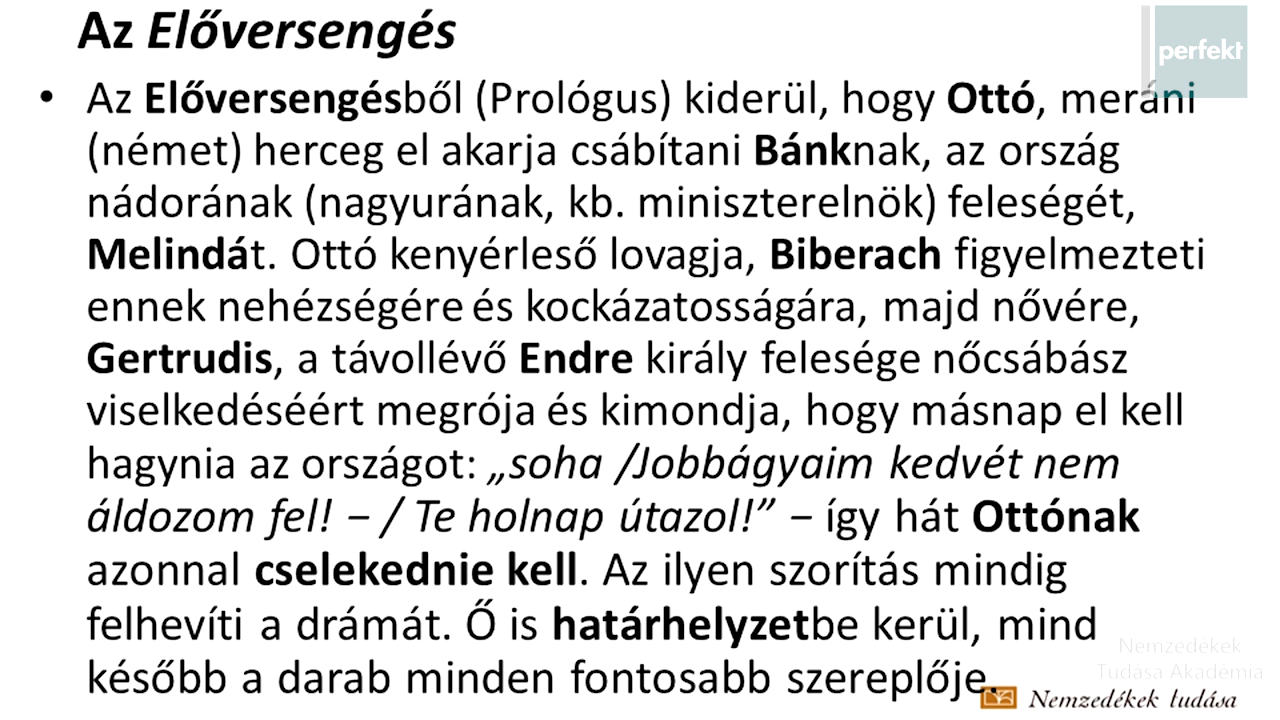 Az Előversengés
perfekt
• Az Előversengésből (Prológus) kiderül, hogy Ottó, meráni
(német) herceg el akarja csábítani Bánknak, az ország
nádorának (nagyurának, kb. miniszterelnök) feleségét,
Melindát. Ottó kenyérleső lovagja, Biberach figyelmezteti
ennek nehézségére és kockázatosságára, majd nővére,
Gertrudis, a távollévő Endre király felesége nőcsábász
viselkedéséért megrója és kimondja, hogy másnap el kell
hagynia az országot: „soha /Jobbágyaim kedvét nem
áldozom fel! – / Te holnap útazol!” – így hát Ottónak
azonnal cselekednie kell. Az ilyen szorítás mindig
felhevíti a drámát. Ő is határhelyzetbe kerül, mind
később a darab minden fontosabb szereplője.
Nemzedékek
Tudása Akadémia
Nemzedékek tudása